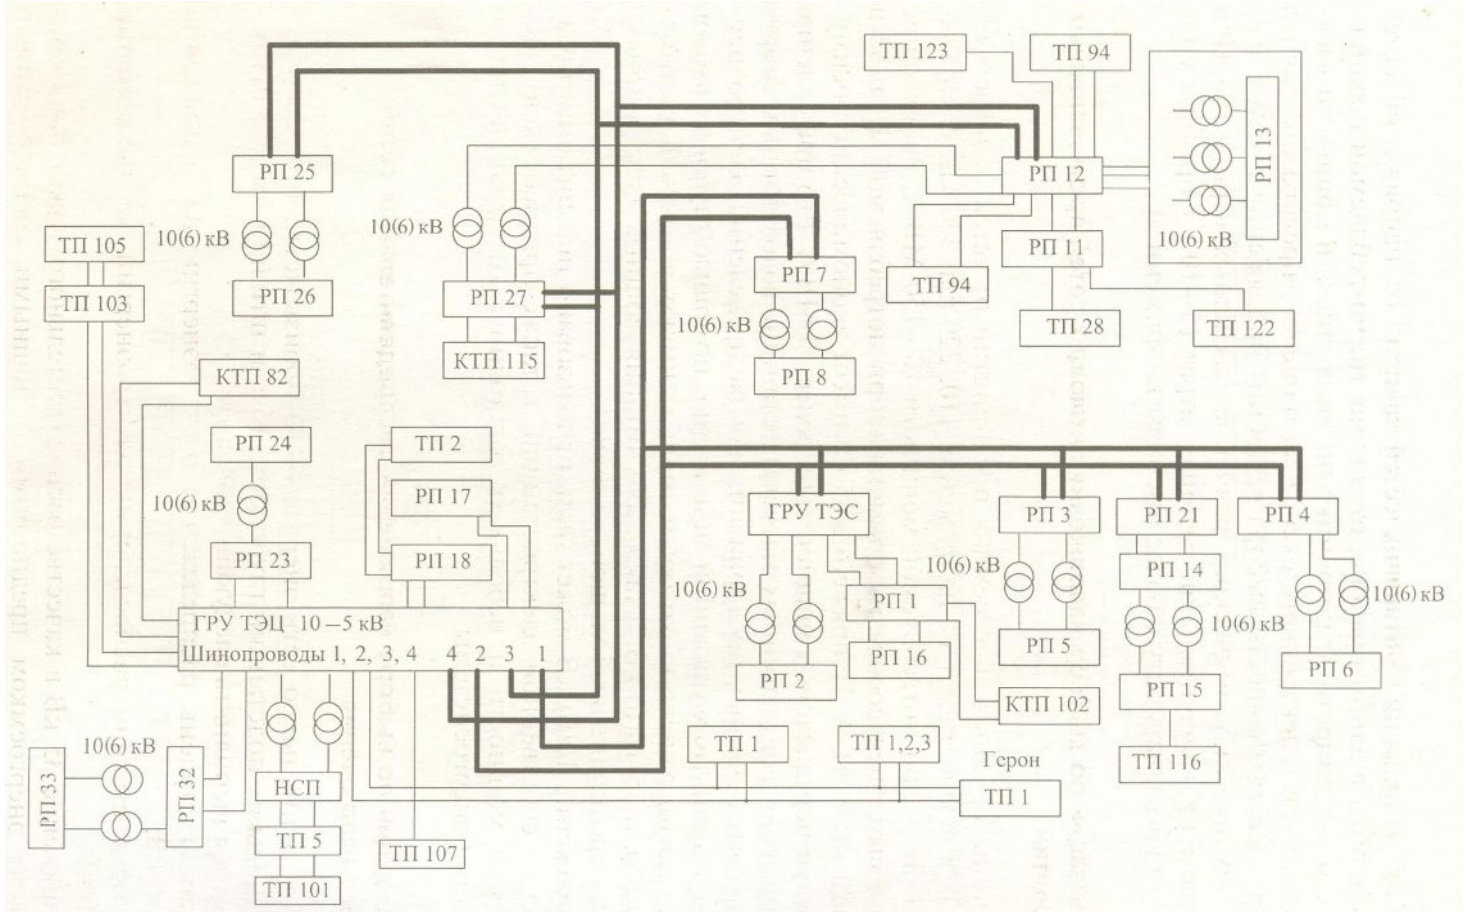 ТП 123
ТП 94
РП 25
РП 12
РП 13
10(6) кВ
10(6) кВ
10(6) кВ
ТП 105
РП 11
РП 7
ТП 94
ТП 103
РП 26
РП 27
10(6) кВ
ТП 28
ТП 122
КТП 115
КТП 82
РП 8
РП 24
ТП 2
10(6) кВ
РП 17
ГРУ ТЭС
РП 3
РП 21
РП 4
РП 23
РП 18
10(6) кВ
10(6) кВ
РП 14
10(6) кВ
РП 1
ГРУ ТЭЦ 10–5 кВ
10(6) кВ
Шинопроводы 1, 2, 3, 4
4 2 3 1
РП 5
РП 16
РП 2
РП 15
РП 6
КТП 102
10(6) кВ
ТП 1
ТП 1,2,3
Герон
ТП 1
ТП 116
РП 33
РП 32
НСП
ТП 5
ТП 107
ТП 101